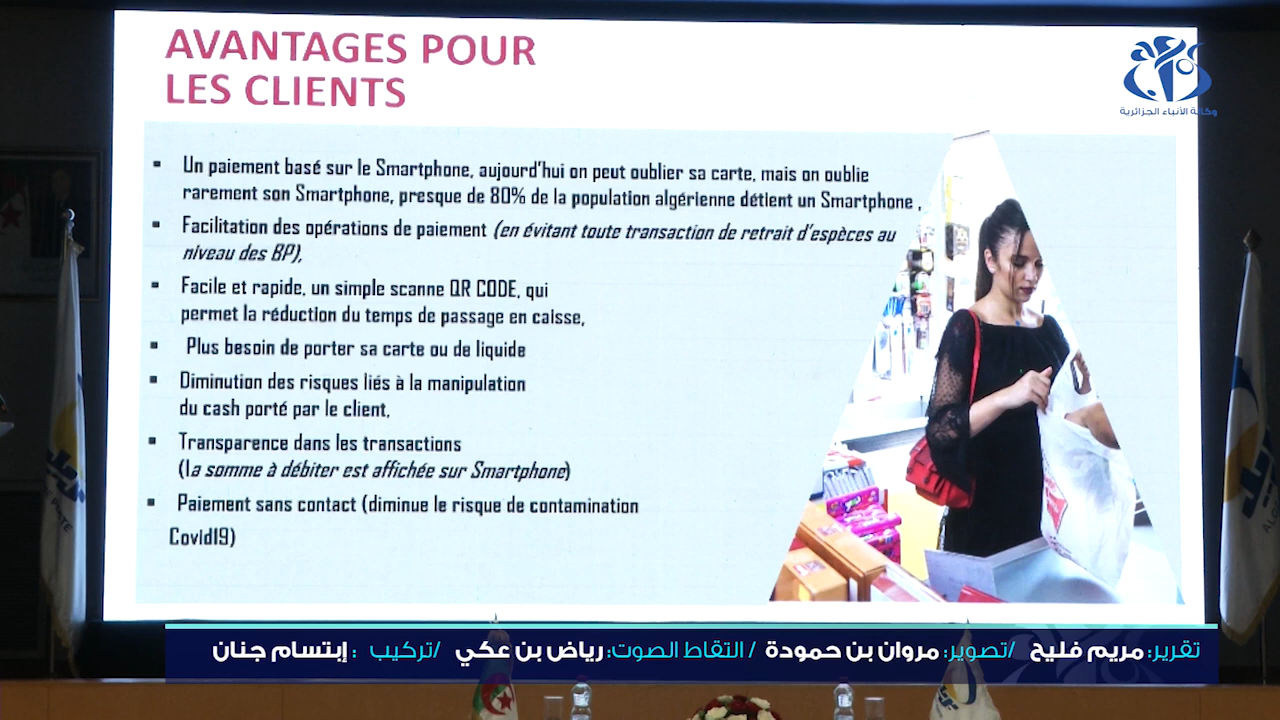 AVANTAGES POUR
LES CLIENTS
وكالة الأنباء الجزائرية
▪ Un paiement basé sur le Smartphone, aujourd'hui on peut oublier sa carte, mais on oublie
rarement son Smartphone, presque de 80% de la population algérienne détient un Smartphone ,
▪ Facilitation des opérations de paiement (en évitant toute transaction de retrait d'espèces au
niveau des BP),
▪ Facile et rapide, un simple scanne QR CODE, qui
permet la réduction du temps de passage en caisse,
▪ Plus besoin de porter sa carte ou de liquide
▪ Diminution des risques liés à la manipulation
du cash porté par le client,
▪ Transparence dans les transactions
(la somme à débiter est affichée sur Smartphone)
▪ Paiement sans contact (diminue le risque de contamination
Covid19)
تقرير: مريم فليح /تصوير: مروان بن حمودة / التقاط الصوت: رياض بن عكي /تركيب : إبتسام جنان